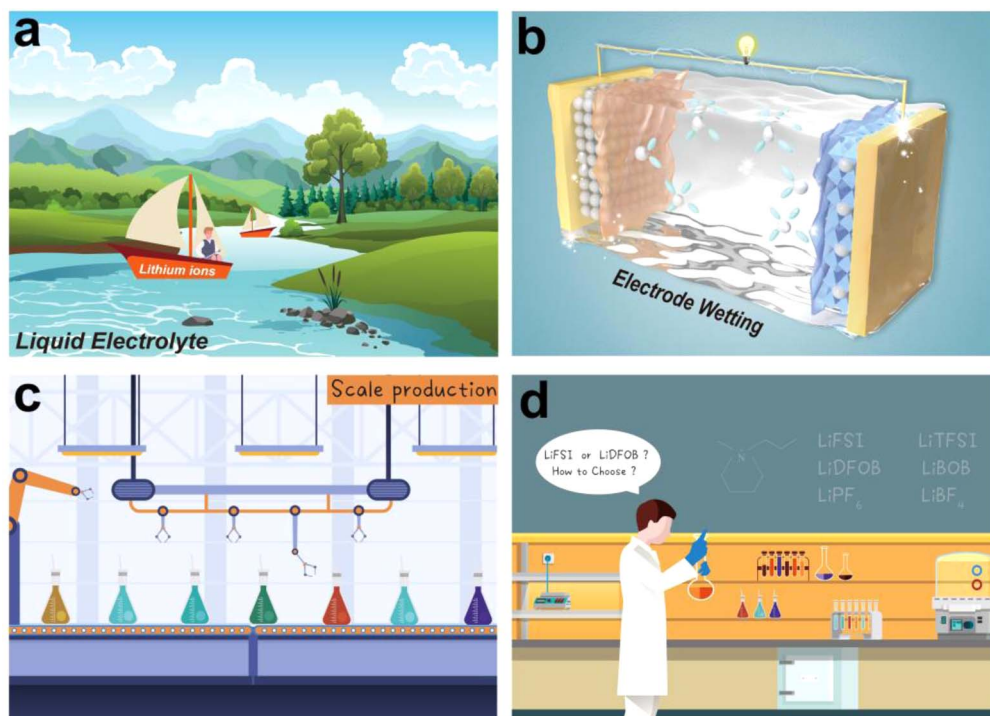 a
Lithium ions
Liquid Electrolyte
b
Electrode Wetting
c
Scale production
d
LiFSI or LiDFOB ?
How to Choose ?
N
LiFSI LiTFSI
LiDFOB LiBOB
LiPF₆ LiBF₄